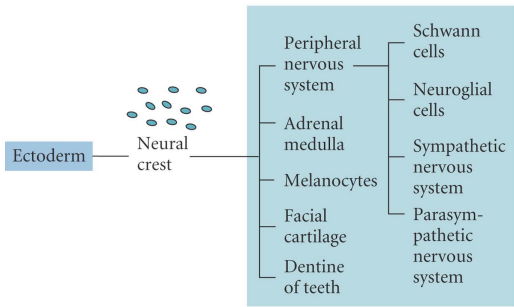 Ectoderm
Neural
crest
Peripheral
nervous
system
Adrenal
medulla
Melanocytes
Facial
cartilage
Dentine
of teeth
Schwann
cells
Neuroglial
cells
Sympathetic
nervous
system
Parasym-
pathetic
nervous
system